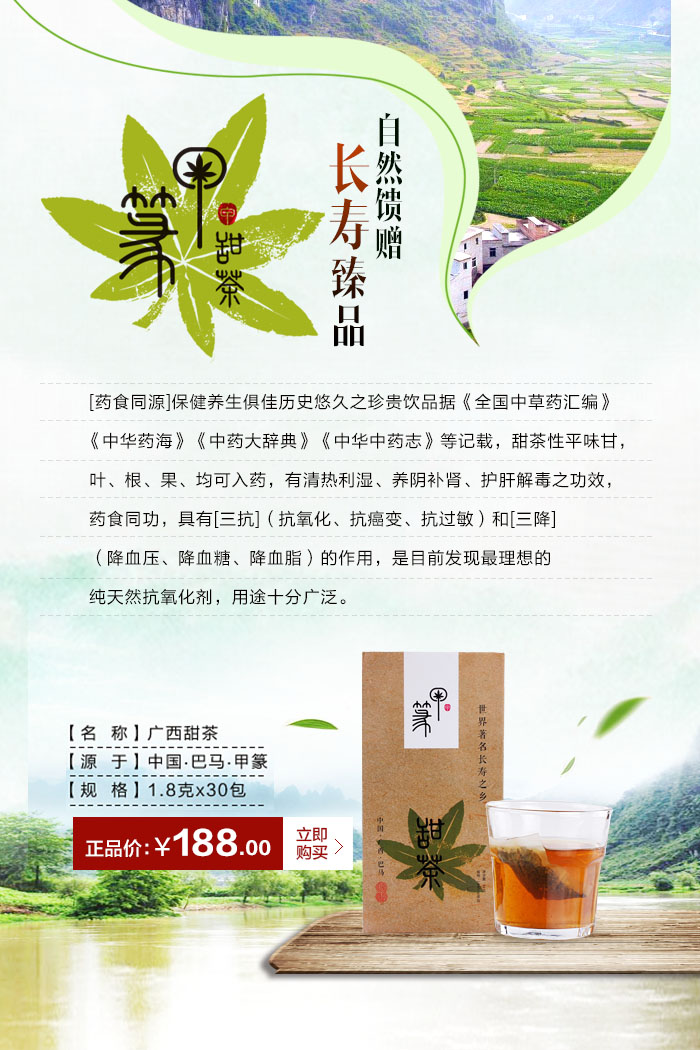 甲篆
印
甜茶
自然馈赠
长寿臻品
[药食同源]保健养生俱佳历史悠久之珍贵饮品据《全国中草药汇编》
《中华药海》《中药大辞典》《中华中药志》等记载，甜茶性平味甘，
叶、根、果、均可入药，有清热利湿、养阴补肾、护肝解毒之功效，
药食同功，具有[三抗]（抗氧化、抗癌变、抗过敏）和[三降]
（降血压、降血糖、降血脂）的作用，是目前发现最理想的
纯天然抗氧化剂，用途十分广泛。
【名 称】广西甜茶
【源 于】中国·巴马·甲篆
【规 格】1.8克x30包
正品价:￥188.00
立即
购买
甲篆
世界著名长寿之乡
甜茶